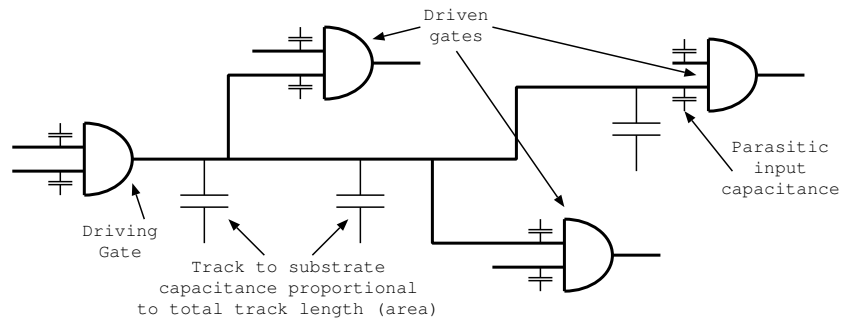 Driven
gates
Parasitic
input
capacitance
Driving
Gate
Track to substrate
capacitance proportional
to total track length (area)